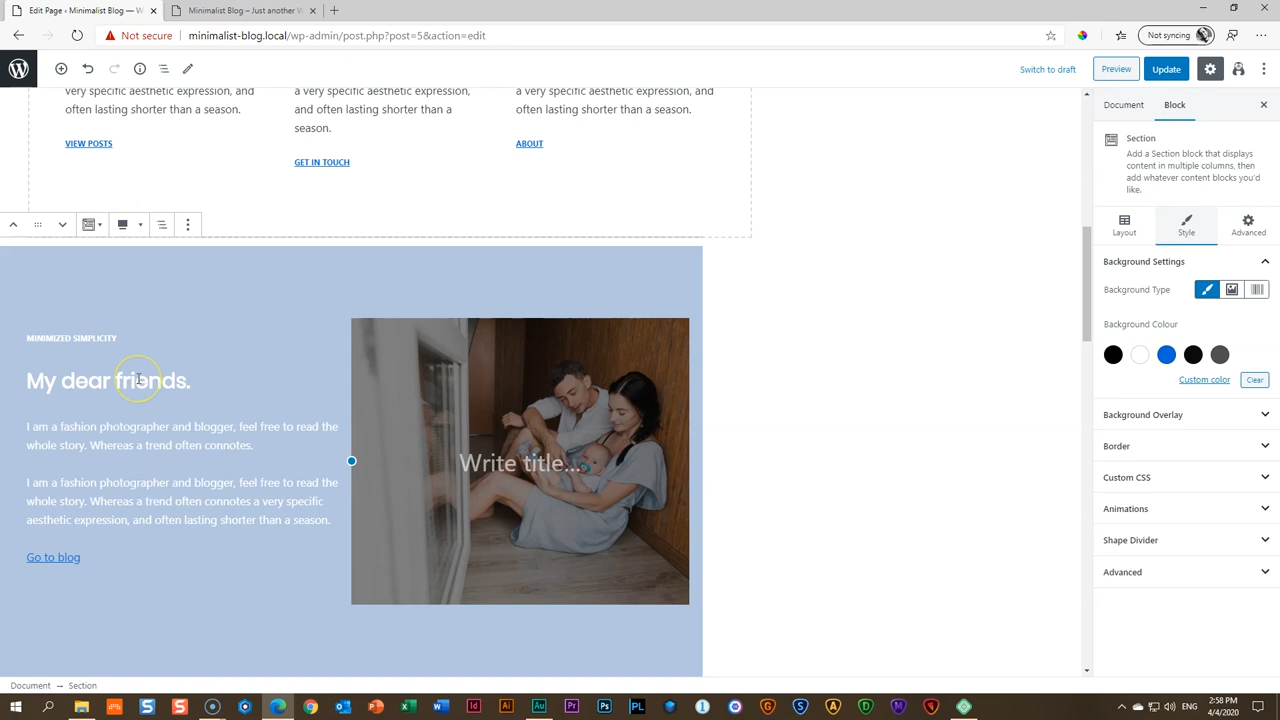 Edit Page ‹ Minimalist Blog — W
Minimalist Blog – Just another W
Not secure
minimalist-blog.local/wp-admin/post.php?post=5&action=edit
Not syncing
Switch to draft
Preview
Update
very specific aesthetic expression, and
often lasting shorter than a season.
VIEW POSTS
a very specific aesthetic expression,
and often lasting shorter than a
season.
GET IN TOUCH
a very specific aesthetic expression, and
often lasting shorter than a season.
ABOUT
MINIMIZED SIMPLICITY
My dear friends.
I am a fashion photographer and blogger, feel free to read the
whole story. Whereas a trend often connotes.
I am a fashion photographer and blogger, feel free to read the
whole story. Whereas a trend often connotes a very specific
aesthetic expression, and often lasting shorter than a season.
Go to blog
Write title...
Document
Block
Section
Add a Section block that displays
content in multiple columns, then
add whatever content blocks you'd
like.
Layout
Style
Advanced
Background Settings
Background Type
Background Colour
Custom color
Clear
Background Overlay
Border
Custom CSS
Animations
Shape Divider
Advanced
Document → Section
2:58 PM
4/4/2020